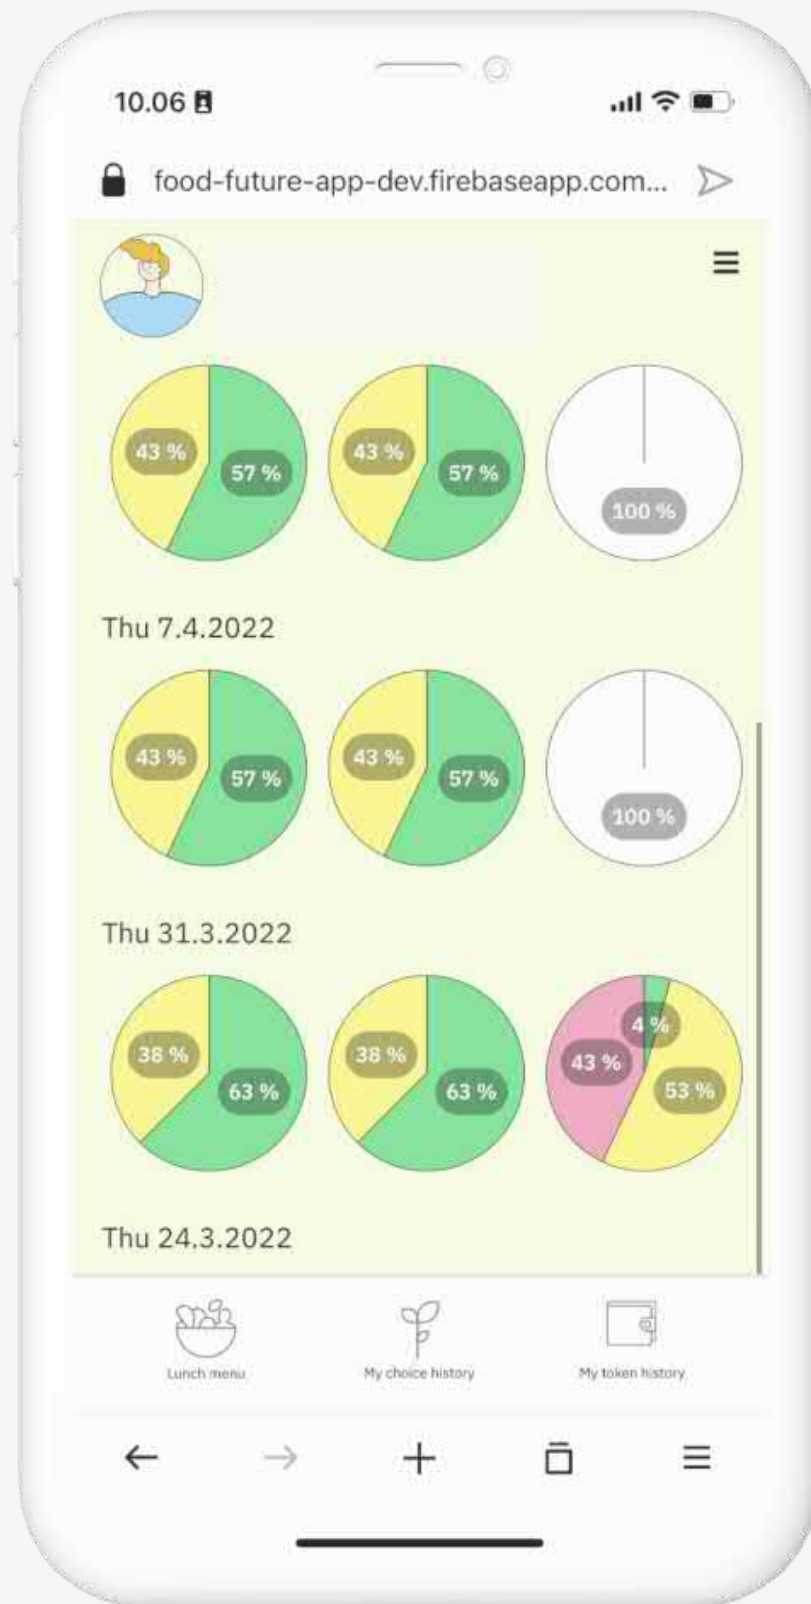 10.06
food-future-app-dev.firebaseapp.com...
43 % 57 % 43 % 57 % 100 %
Thu 7.4.2022
43 % 57 % 43 % 57 % 100 %
Thu 31.3.2022
38 % 63 % 38 % 63 % 43 % 4 % 53 %
Thu 24.3.2022
Lunch menu My choice history My token history